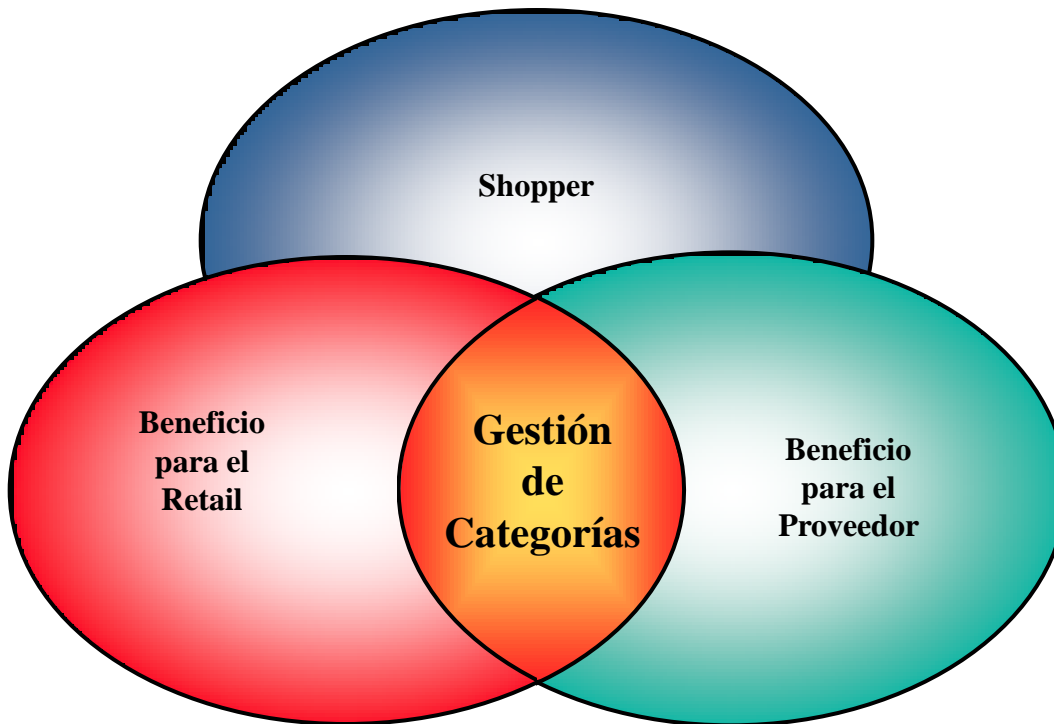 Shopper
Beneficio
para el
Retail
Gestión
de
Categorías
Beneficio
para el
Proveedor